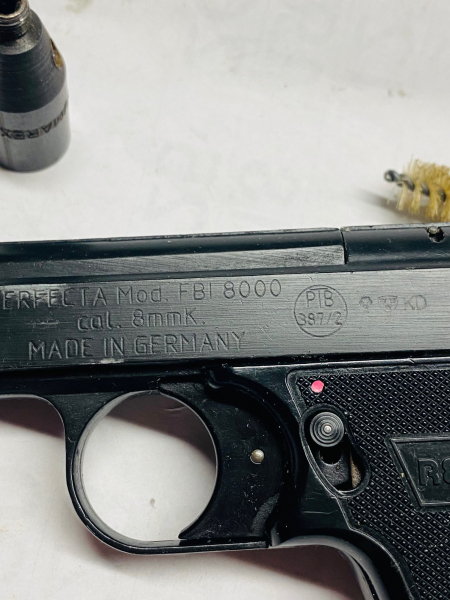 ERFECTA Mod. FBI 8000
cal. 8mmK.
MADE IN GERMANY
PTB
387/2